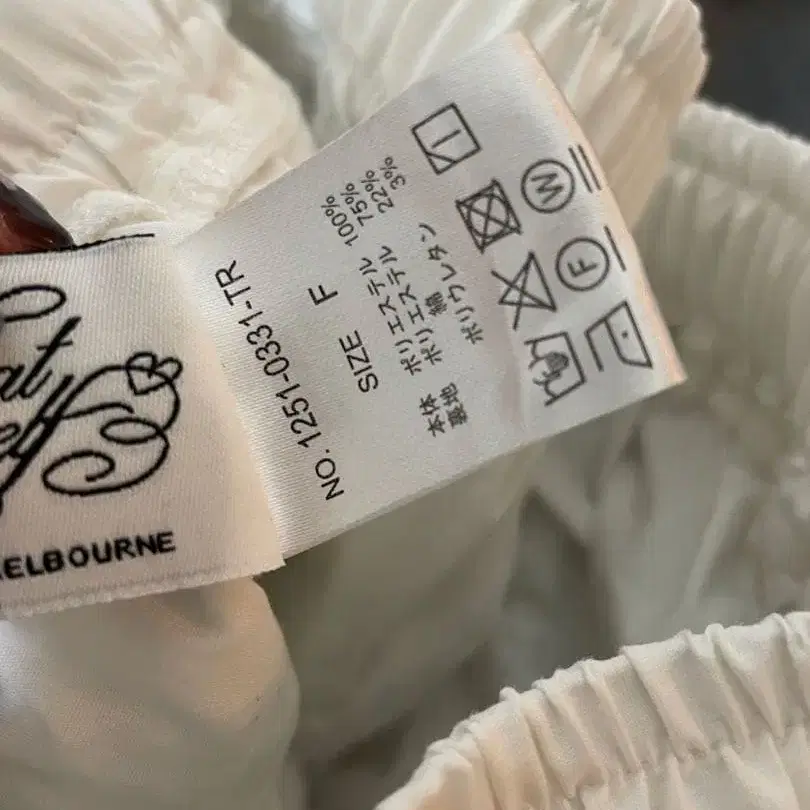 NO. 1251-0331-TR
SIZE F
本体 ポリエステル 100%
裏地 ポリエステル 75%
綿 22%
ポリウレタン 3%
W
F
at
ELBOURNE